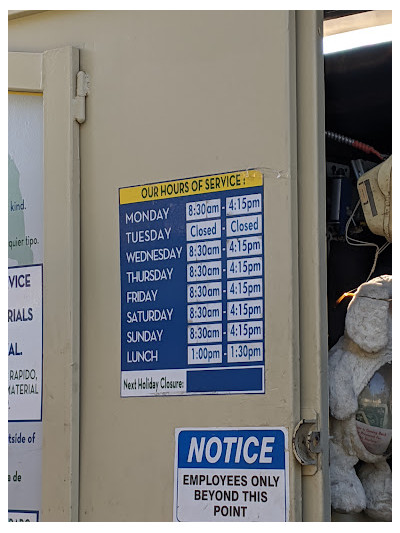 OUR HOURS OF SERVICE:
MONDAY 8:30am - 4:15pm
TUESDAY Closed - Closed
WEDNESDAY 8:30am - 4:15pm
THURSDAY 8:30am - 4:15pm
FRIDAY 8:30am - 4:15pm
SATURDAY 8:30am - 4:15pm
SUNDAY 8:30am - 4:15pm
LUNCH 1:00pm - 1:30pm
Next Holiday Closure:
NOTICE
EMPLOYEES ONLY
BEYOND THIS
POINT
kind.
quier tipo.
VICE
RIALS
AL.
RAPIDO,
MATERIAL
tside of
a de